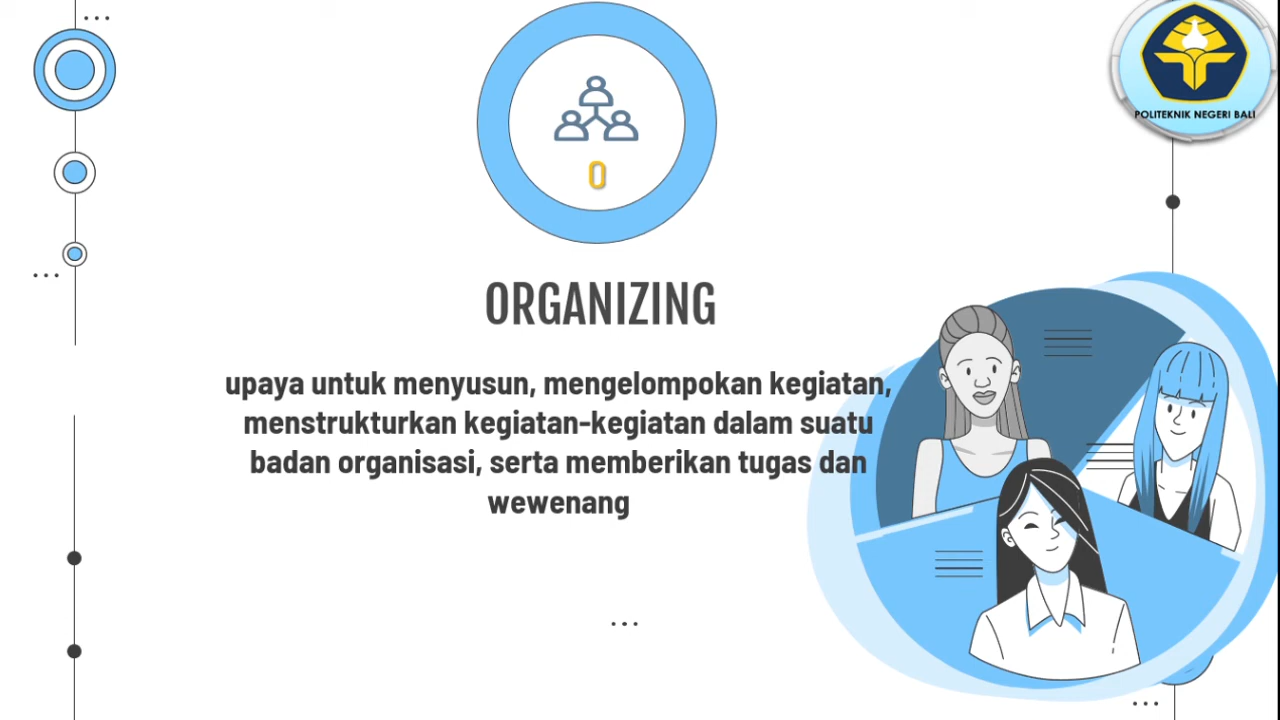 POLITEKNIK NEGERI BALI
O
ORGANIZING
upaya untuk menyusun, mengelompokan kegiatan,
menstrukturkan kegiatan-kegiatan dalam suatu
badan organisasi, serta memberikan tugas dan
wewenang